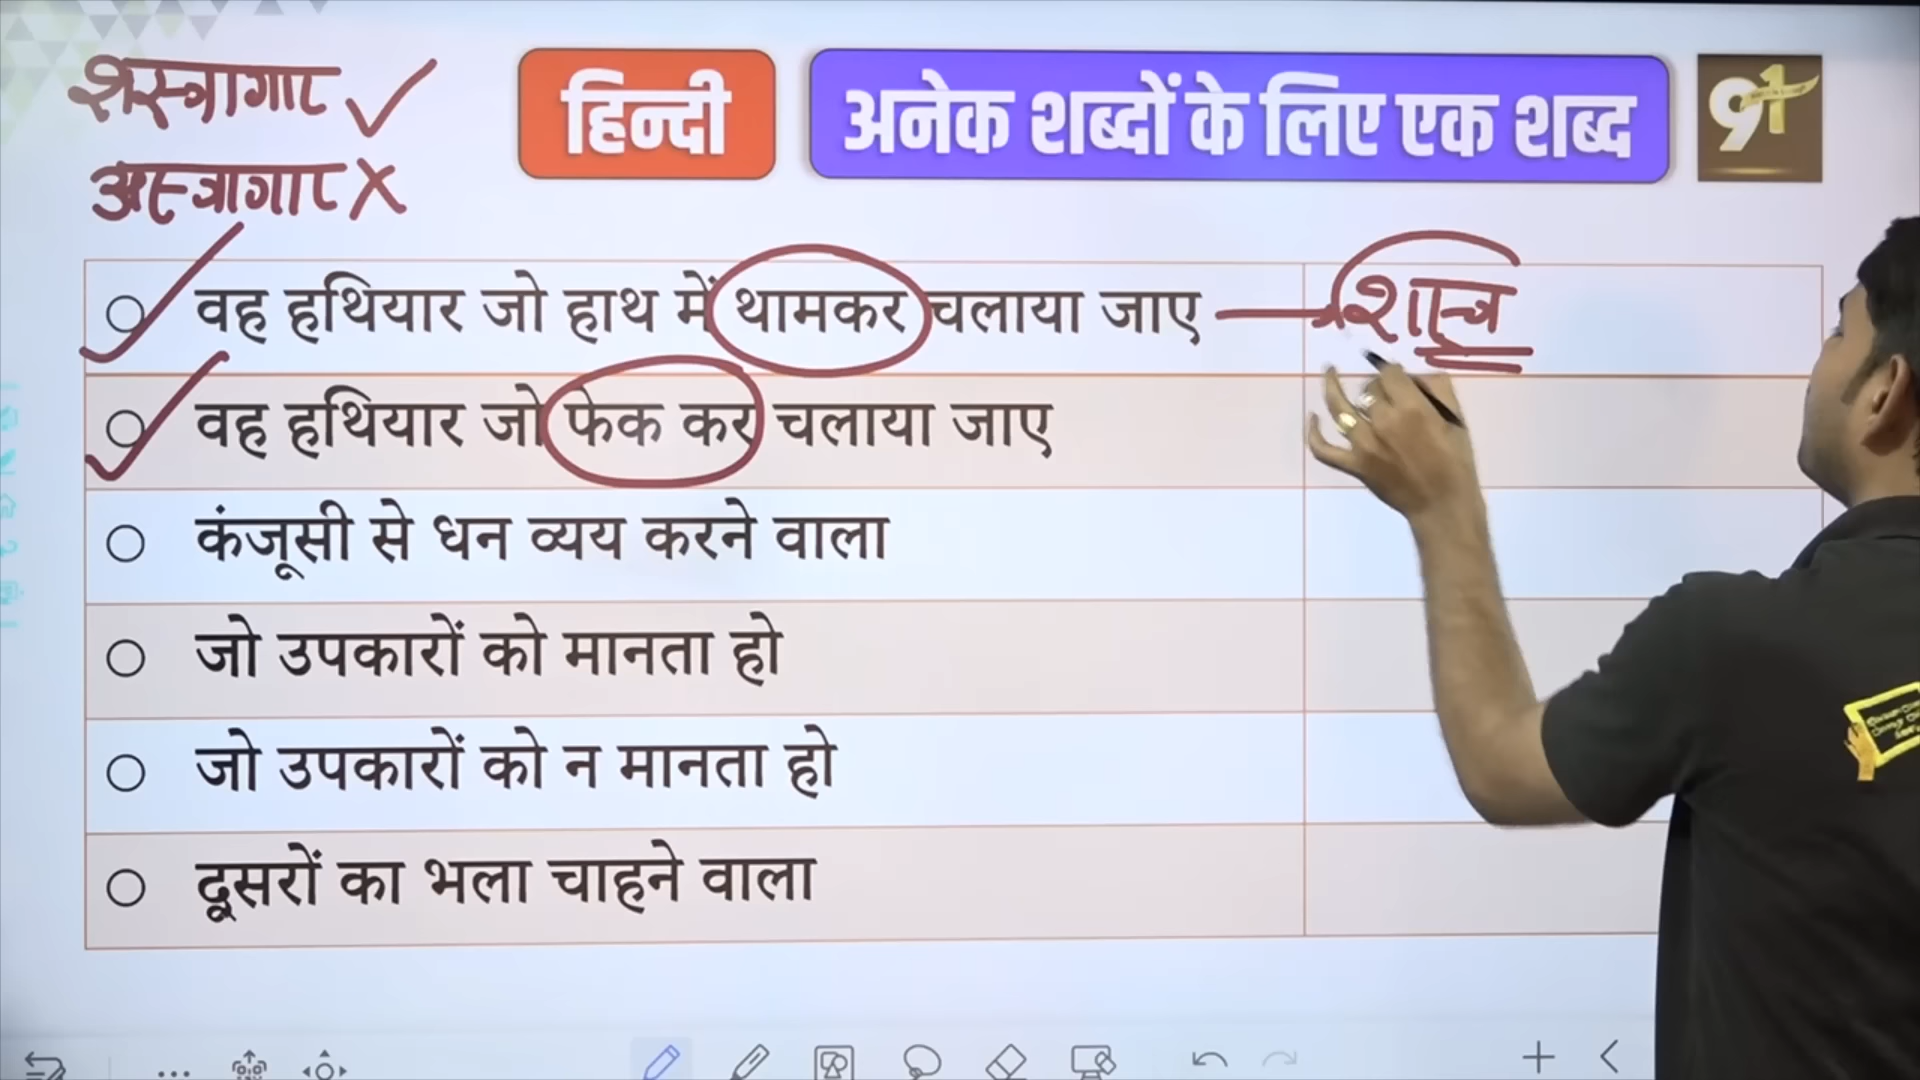 शस्त्रागार ✓
अस्त्रागार X
हिन्दी
अनेक शब्दों के लिए एक शब्द
91
वह हथियार जो हाथ में थामकर चलाया जाए
शास्त्र
वह हथियार जो फेक कर चलाया जाए
कंजूसी से धन व्यय करने वाला
जो उपकारों को मानता हो
जो उपकारों को न मानता हो
दूसरों का भला चाहने वाला